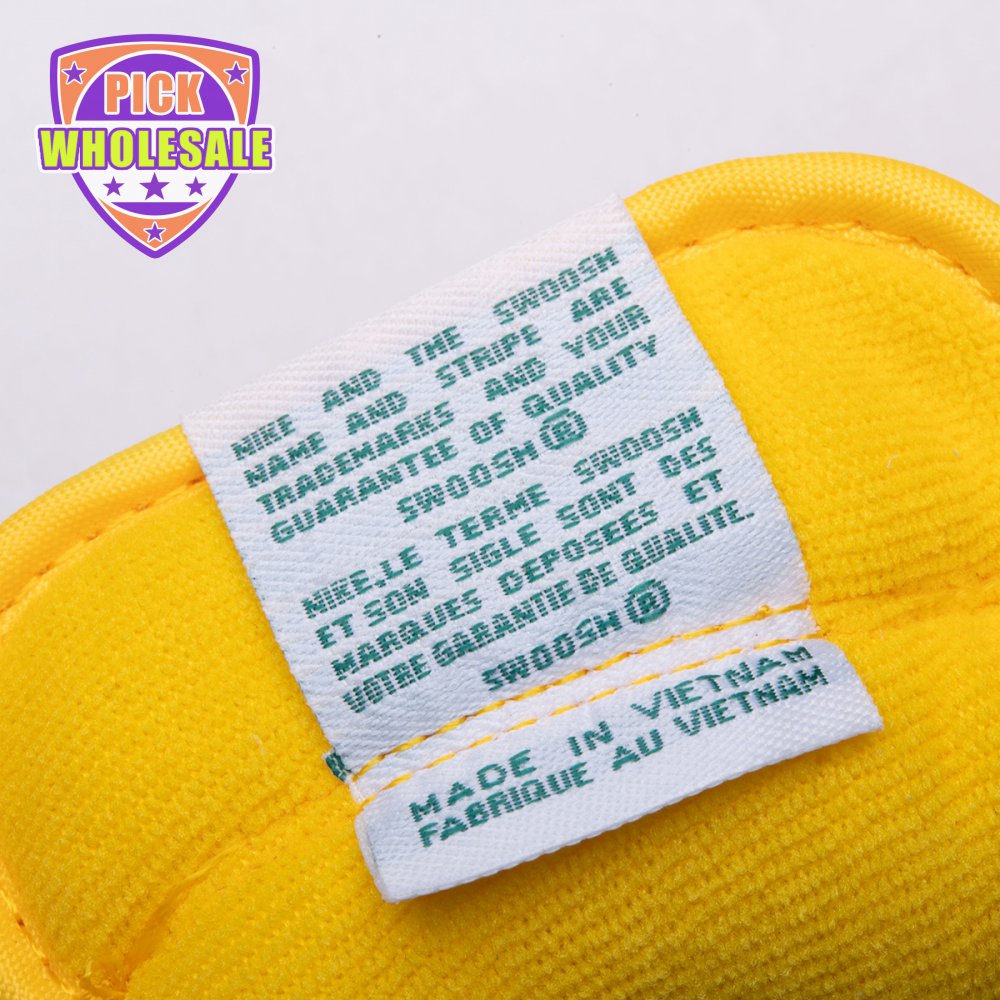 PICK
WHOLESALE
NIKE AND THE SWOOSH
NAME AND STRIPE ARE
TRADEMARKS AND YOUR
GUARANTEE OF QUALITY
SWOOSH®
NIKE.LE TERME SWOOSH
ET SON SIGLE SONT DES
MARQUES DEPOSEES ET
VOTRE GARANTIE DE QUALITE.
SWOOSH®
MADE IN VIETNAM
FABRIQUE AU VIETNAM